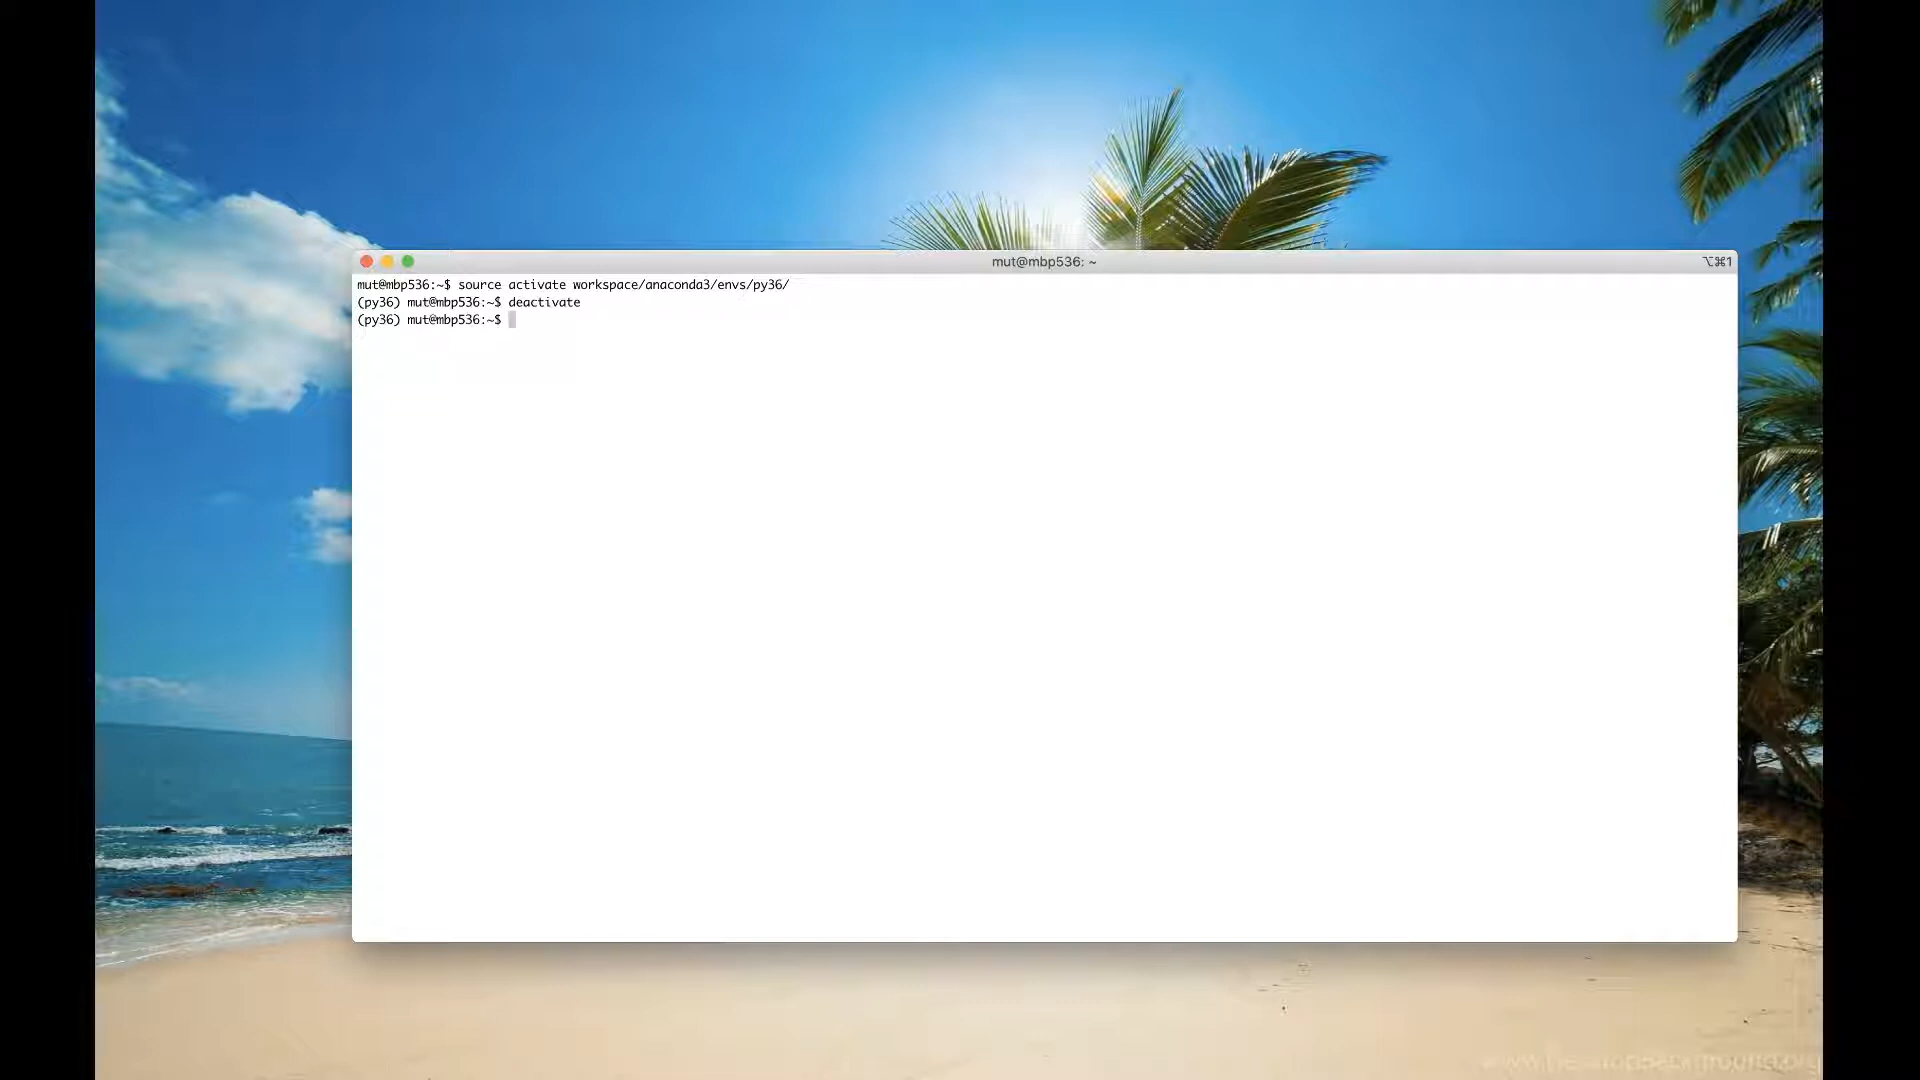 mut@mbp536: ~
⌥⌘1
mut@mbp536:~$ source activate workspace/anaconda3/envs/py36/
(py36) mut@mbp536:~$ deactivate
(py36) mut@mbp536:~$